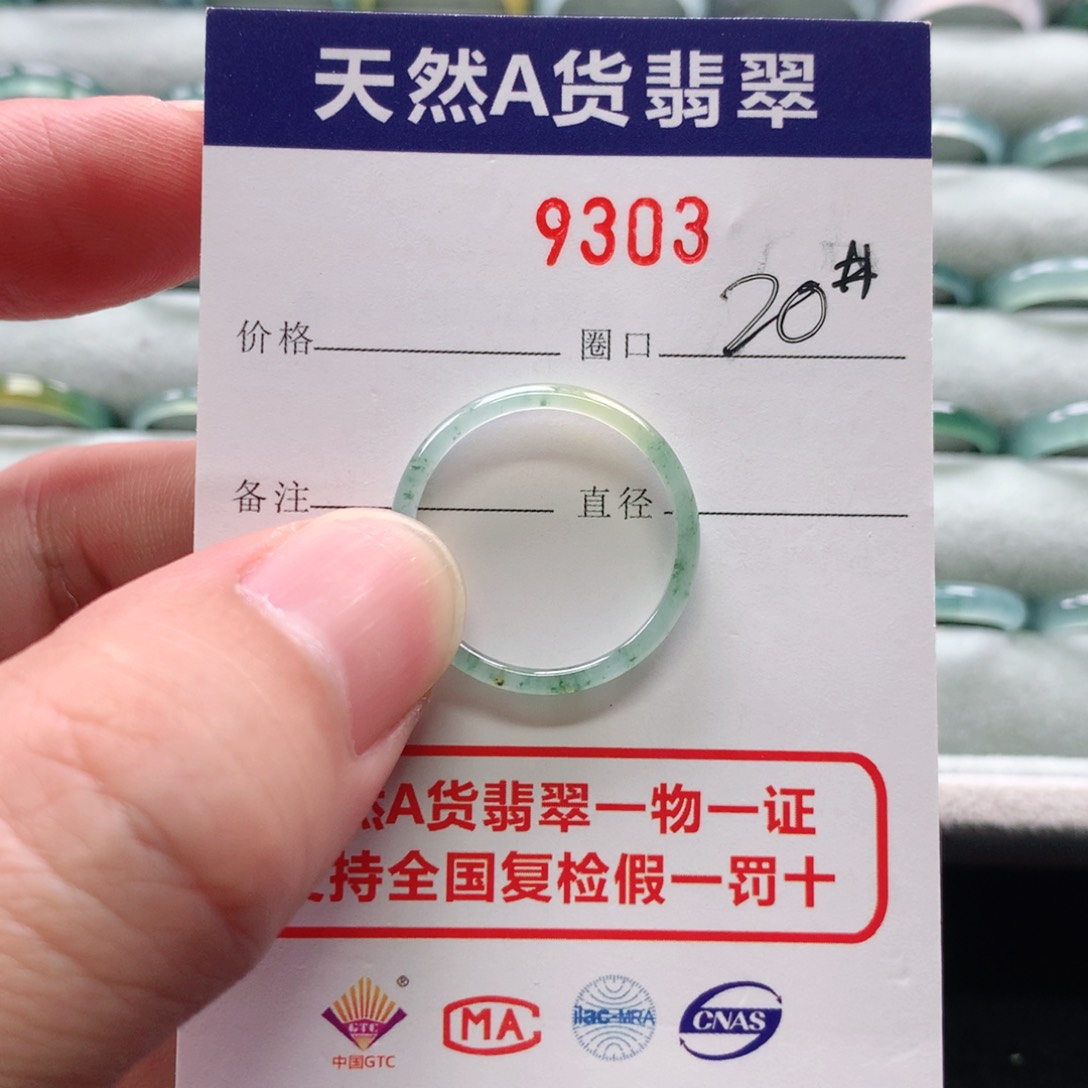 天然A货翡翠
9303
价格 圈口 20#
备注 直径
A货翡翠一物一证
持全国复检假一罚十
® 
GTC MA ilac-MRA CNAS
中国GTC